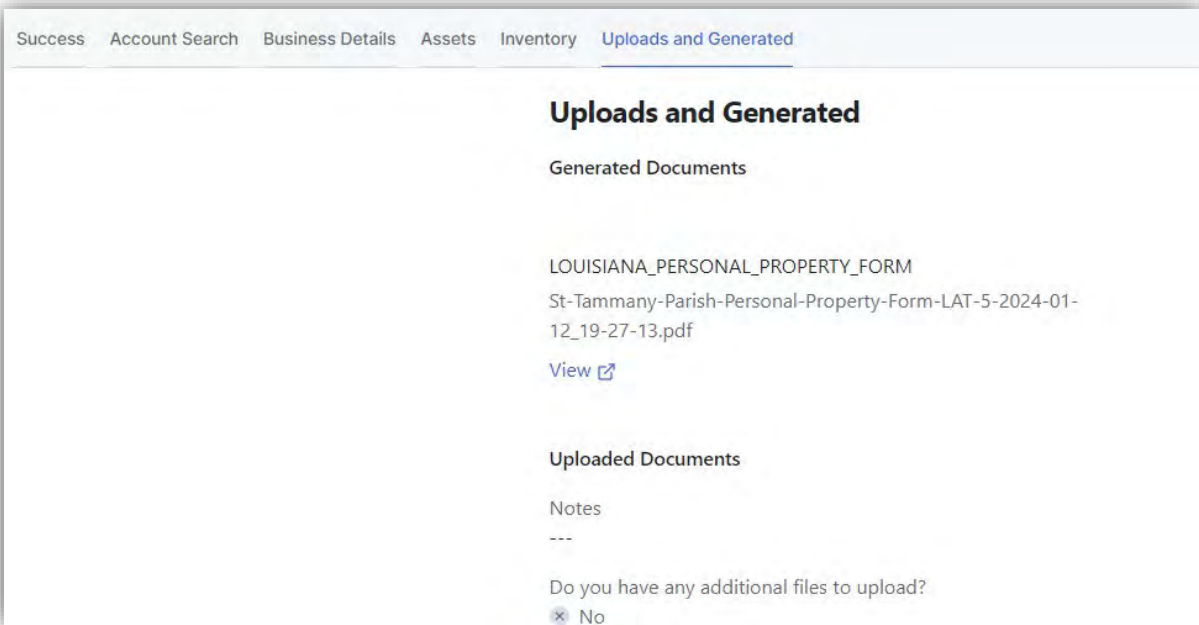 Success Account Search Business Details Assets Inventory Uploads and Generated
Uploads and Generated
Generated Documents
LOUISIANA_PERSONAL_PROPERTY_FORM
St-Tammany-Parish-Personal-Property-Form-LAT-5-2024-01-
12_19-27-13.pdf
View
Uploaded Documents
Notes
---
Do you have any additional files to upload?
No